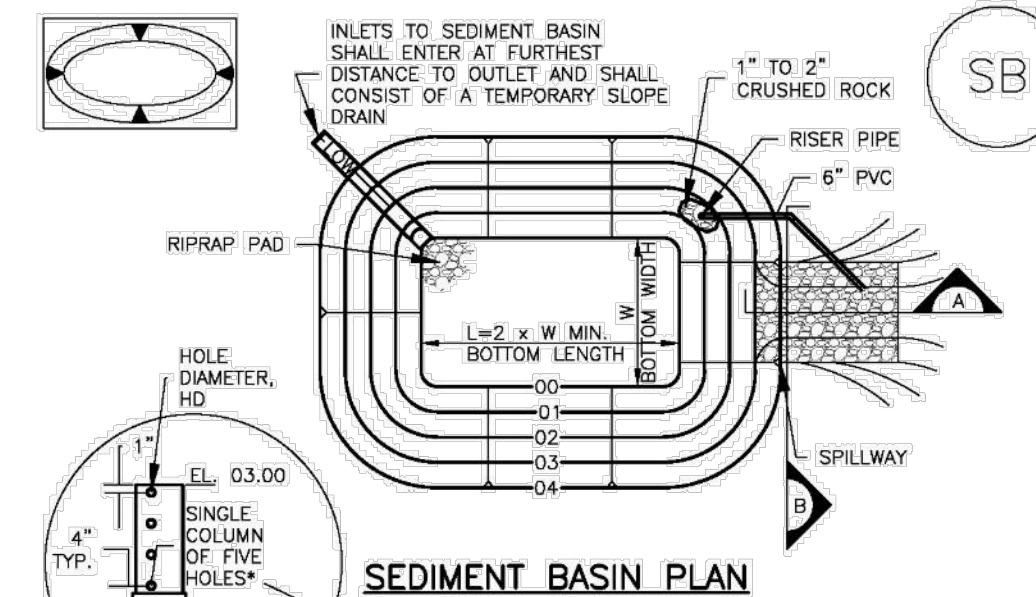 INLETS TO SEDIMENT BASIN
SHALL ENTER AT FURTHEST
DISTANCE TO OUTLET AND SHALL
CONSIST OF A TEMPORARY SLOPE
DRAIN
1" TO 2"
CRUSHED ROCK
SB
RISER PIPE
6" PVC
FLOW
RIPRAP PAD
W
BOTTOM WIDTH
L=2 x W MIN.
BOTTOM LENGTH
A
00
01
02
03
04
SPILLWAY
B
HOLE
DIAMETER,
HD
1"
EL. 03.00
SINGLE
COLUMN
OF FIVE
HOLES*
4"
TYP.
SEDIMENT BASIN PLAN